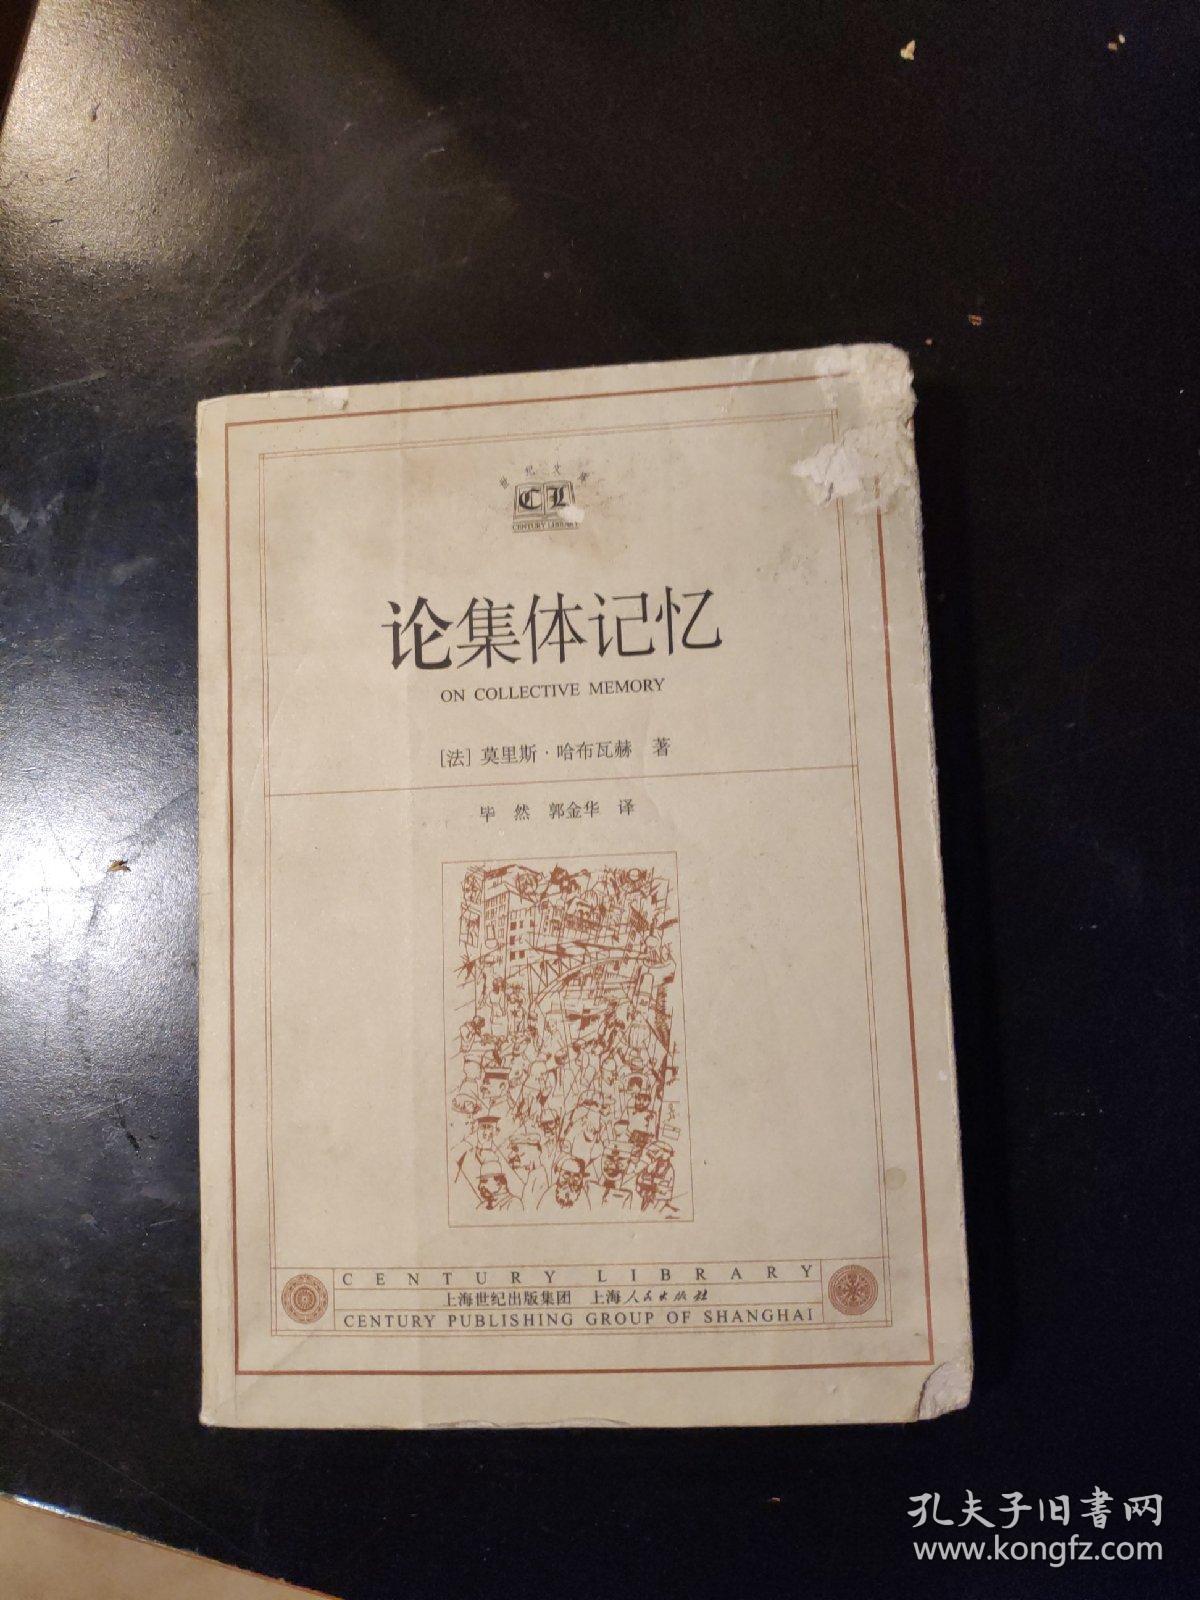 世纪文库
CL
CENTURY LIBRARY
论集体记忆
ON COLLECTIVE MEMORY
[法] 莫里斯·哈布瓦赫 著
毕 然 郭金华 译
CENTURY LIBRARY
上海世纪出版集团 上海人民出版社
CENTURY PUBLISHING GROUP OF SHANGHAI
孔夫子旧书网
www.kongfz.com